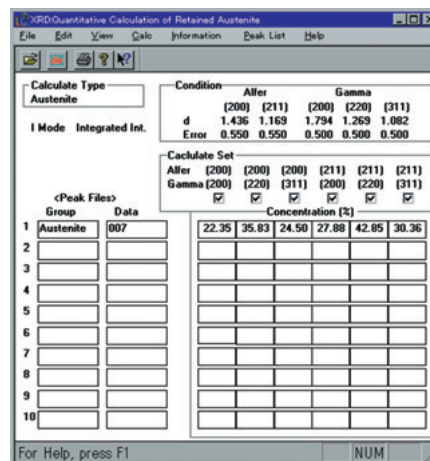 XRD:Quantitative Calculation of Retained Austenite
File Edit View Calc Information Peak List Help
Calculate Type
Austenite
I Mode Integrated Int.
Condition
Alfer Gamma
(200) (211) (200) (220) (311)
d 1.436 1.169 1.794 1.269 1.082
Error 0.550 0.550 0.500 0.500 0.500
Caclulate Set
Alfer (200) (200) (200) (211) (211) (211)
Gamma (200) (220) (311) (200) (220) (311)
<Peak Files>
Group Data Concentration (%)
1 Austenite 007 22.35 35.83 24.50 27.88 42.85 30.36
2
3
4
5
6
7
8
9
10
For Help, press F1 NUM